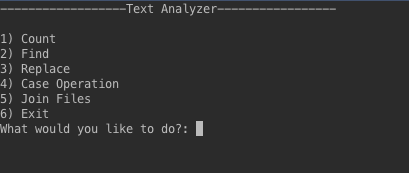 ------------------Text Analyzer-----------------
1) Count
2) Find
3) Replace
4) Case Operation
5) Join Files
6) Exit
What would you like to do?: